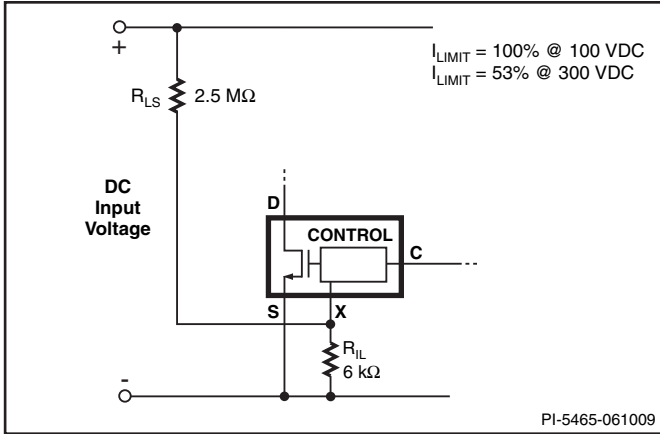 +
I_LIMIT = 100% @ 100 VDC
I_LIMIT = 53% @ 300 VDC
R_LS 2.5 MΩ
DC
Input
Voltage
D
CONTROL
C
S
X
R_IL
6 kΩ
-
PI-5465-061009